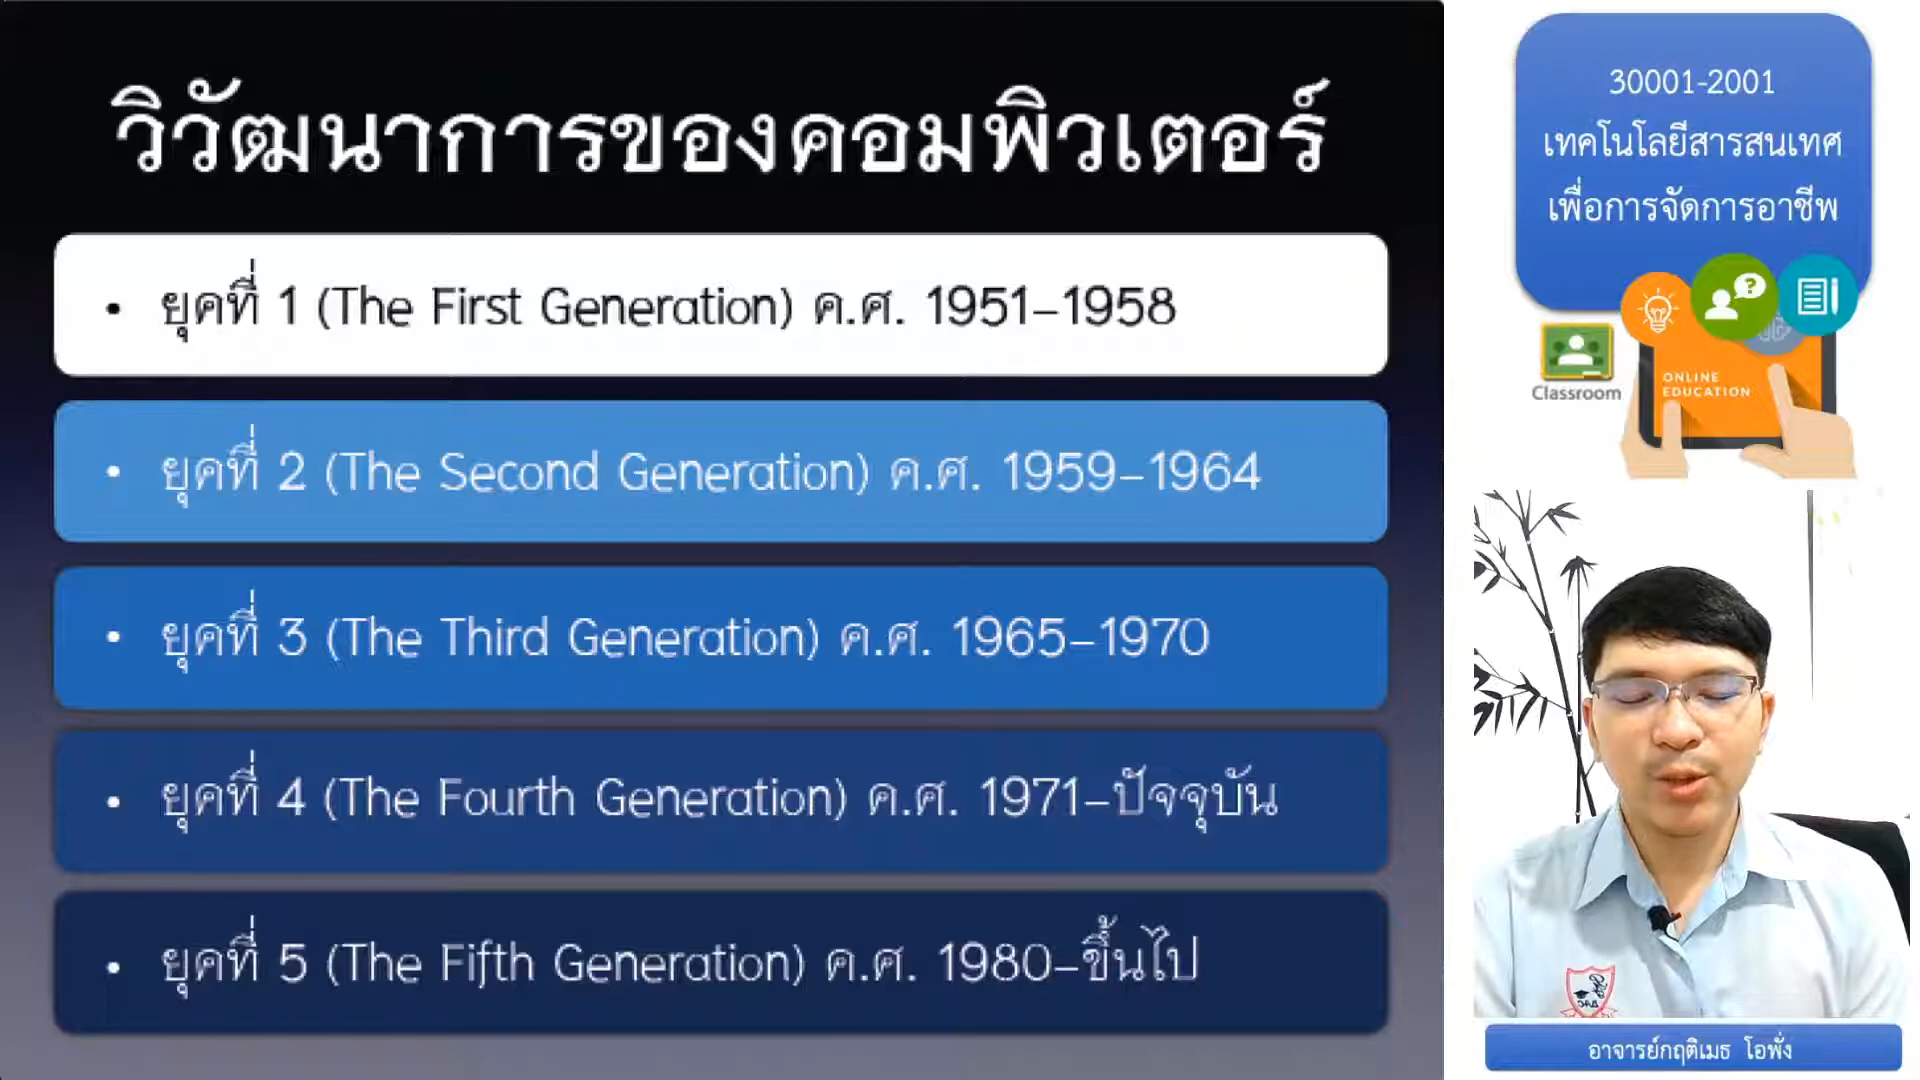 วิวัฒนาการของคอมพิวเตอร์
• ยุคที่ 1 (The First Generation) ค.ศ. 1951–1958
• ยุคที่ 2 (The Second Generation) ค.ศ. 1959–1964
• ยุคที่ 3 (The Third Generation) ค.ศ. 1965–1970
• ยุคที่ 4 (The Fourth Generation) ค.ศ. 1971–ปัจจุบัน
• ยุคที่ 5 (The Fifth Generation) ค.ศ. 1980–ขึ้นไป
30001-2001
เทคโนโลยีสารสนเทศ
เพื่อการจัดการอาชีพ
?
Classroom
ONLINE
EDUCATION
อาจารย์กฤติเมธ โอพั่ง